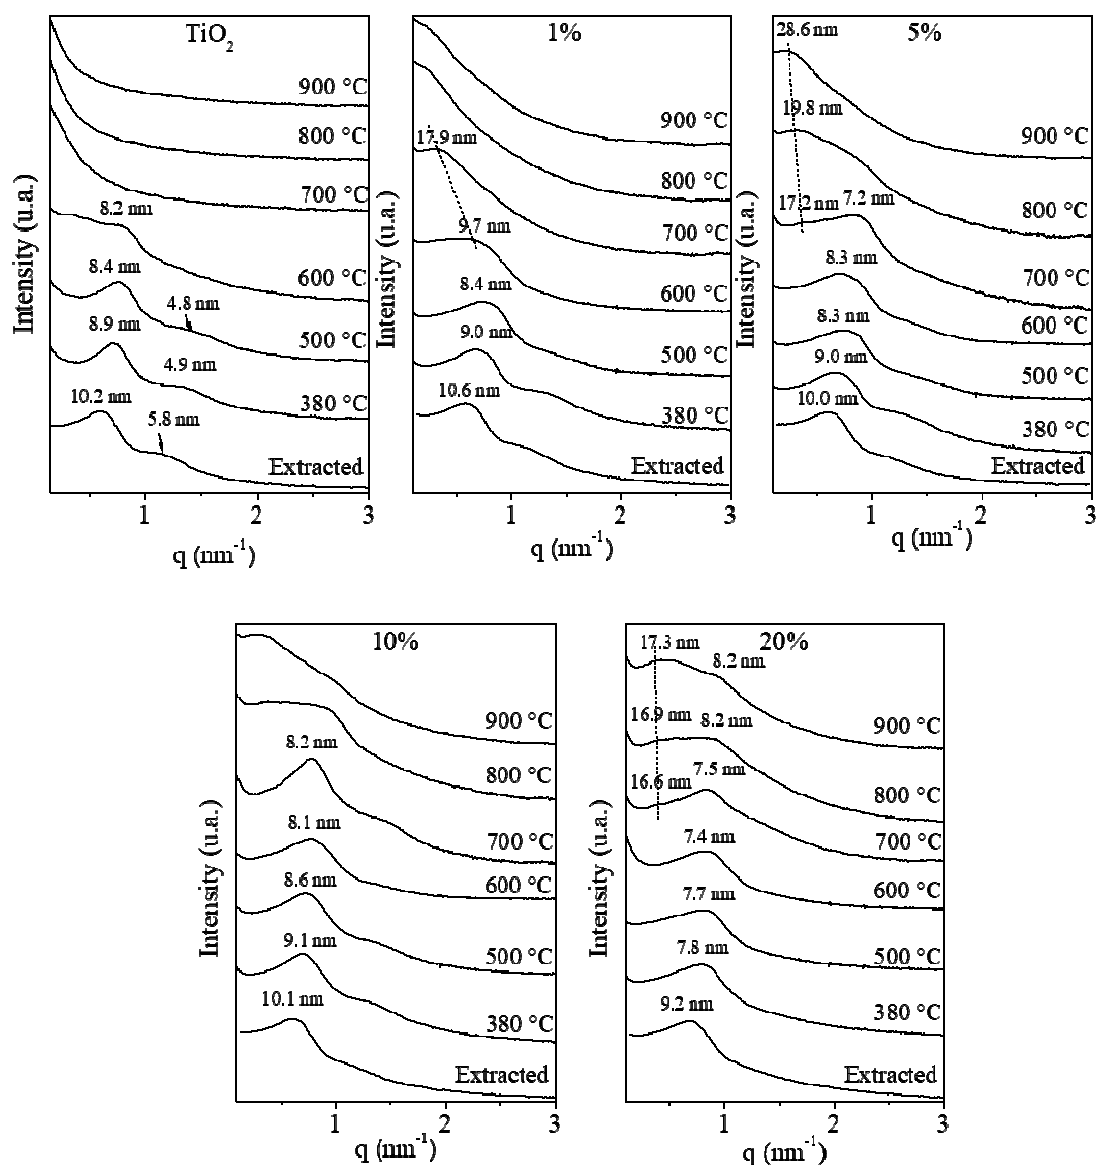 TiO2
900 °C
800 °C
700 °C
8.2 nm
600 °C
8.4 nm
4.8 nm
500 °C
8.9 nm
4.9 nm
380 °C
10.2 nm
5.8 nm
Extracted
Intensity (u.a.)
1 2 3
q (nm-1)
1%
900 °C
17.9 nm
800 °C
700 °C
9.7 nm
600 °C
8.4 nm
500 °C
9.0 nm
380 °C
10.6 nm
Extracted
Intensity (u.a.)
1 2 3
q (nm-1)
5%
28.6 nm
900 °C
19.8 nm
800 °C
17.2 nm 7.2 nm
700 °C
8.3 nm
600 °C
8.3 nm
500 °C
9.0 nm
380 °C
10.0 nm
Extracted
Intensity (u.a.)
1 2 3
q (nm-1)
10%
900 °C
800 °C
8.2 nm
700 °C
8.1 nm
600 °C
8.6 nm
500 °C
9.1 nm
380 °C
10.1 nm
Extracted
Intensity (u.a.)
1 2 3
q (nm-1)
20%
17.3 nm
8.2 nm
900 °C
16.9 nm 8.2 nm
800 °C
16.6 nm 7.5 nm
700 °C
7.4 nm
600 °C
7.7 nm
500 °C
7.8 nm
380 °C
9.2 nm
Extracted
Intensity (u.a.)
1 2 3
q (nm-1)